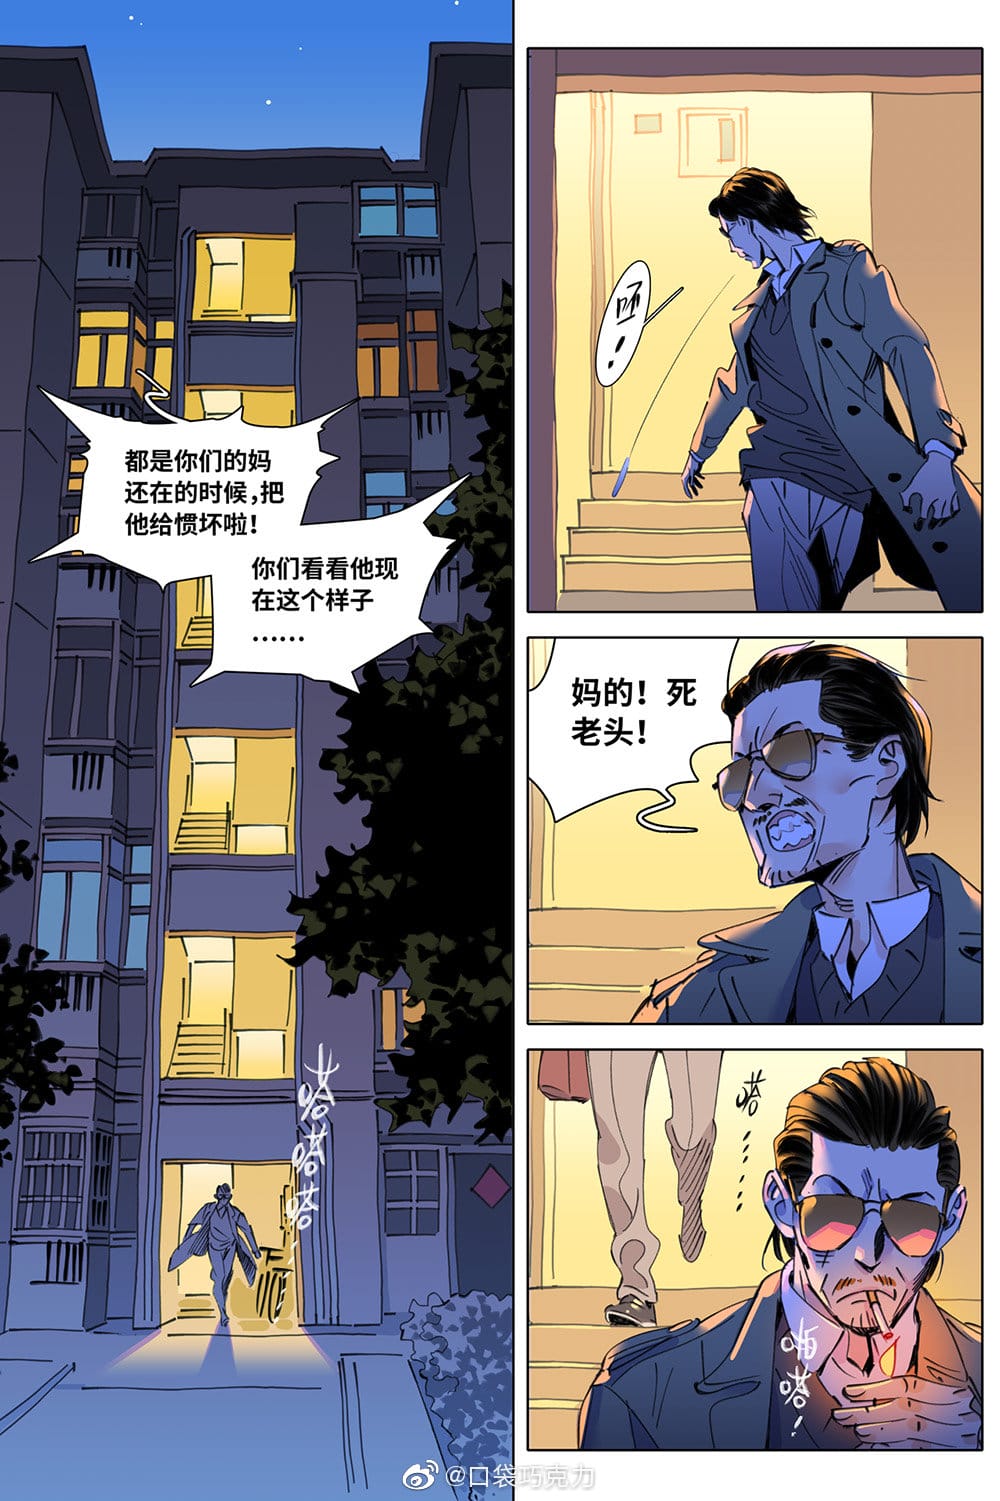 都是你们的妈
还在的时候,把
他给惯坏啦!
你们看看他现
在这个样子
……
嗒
嗒
嗒…!
呸!
妈的!死
老头!
嗒……
啪
嗒!
@口袋巧克力